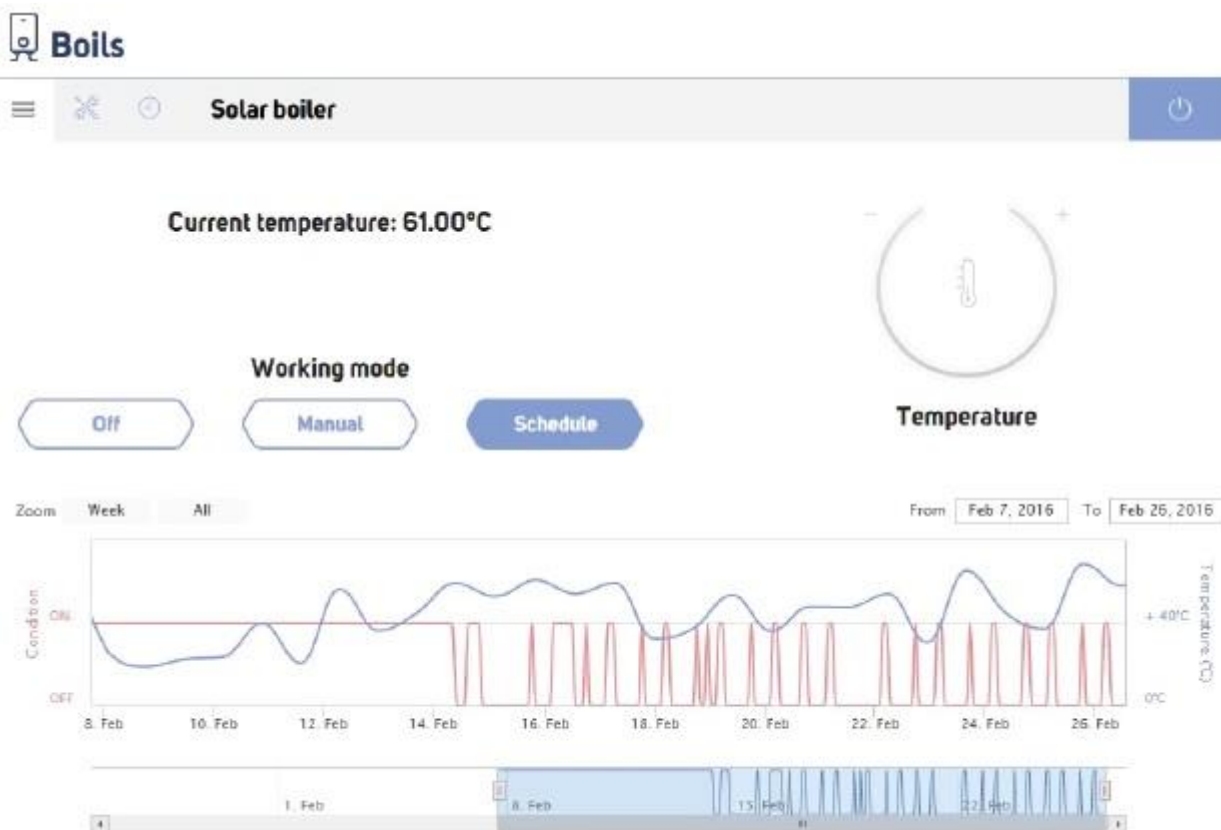 Boils
Solar boiler
Current temperature: 61.00°C
- +
Working mode
Off Manual Schedule
Temperature
Zoom Week All From Feb 7, 2016 To Feb 26, 2016
Condition
ON
OFF
+ 40°C
0°C
Temperature (°C)
8. Feb 10. Feb 12. Feb 14. Feb 16. Feb 18. Feb 20. Feb 22. Feb 24. Feb 26. Feb
1. Feb 8. Feb 15. Feb 22. Feb